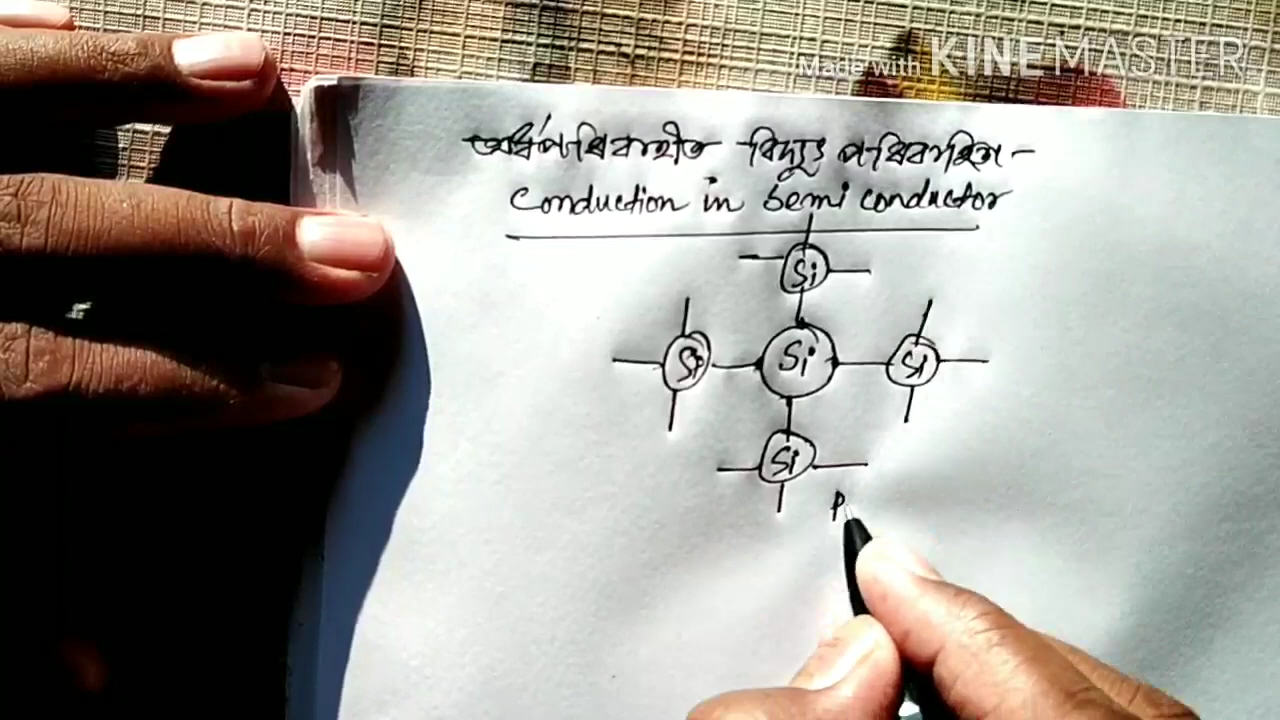 Made with KINEMASTER
অৰ্ধপৰিবাহীত বিদ্যুৎ পৰিবাহিতা -
Conduction in semi conductor
Si
Si Si Si
Si
P